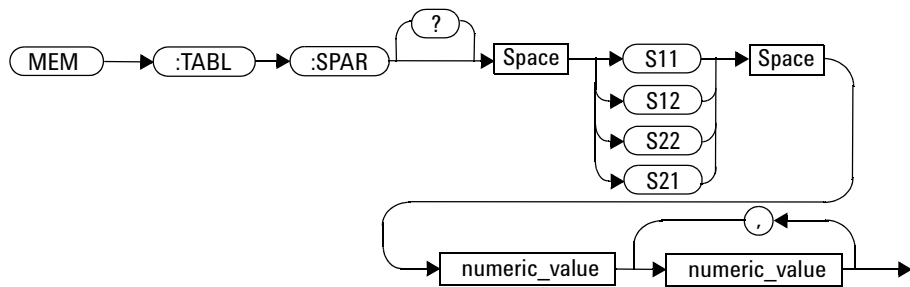 ?
MEM :TABL :SPAR Space S11 Space
S12
S22
S21
,
numeric_value numeric_value